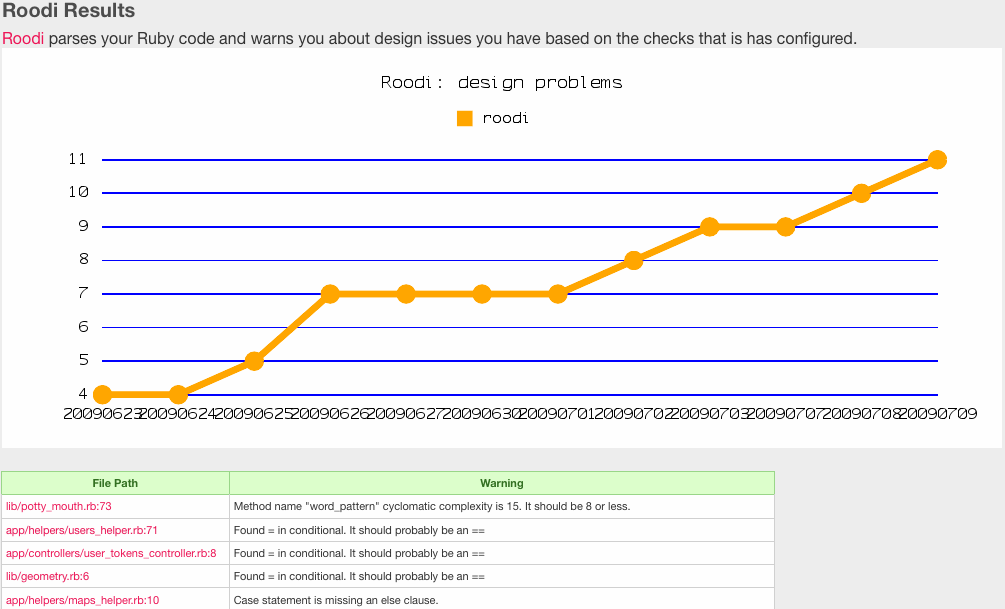 Roodi Results
Roodi parses your Ruby code and warns you about design issues you have based on the checks that is has configured.
Roodi: design problems
roodi
11
10
9
8
7
6
5
4
20090623 20090624 20090625 20090626 20090627 20090630 20090701 20090702 20090703 20090707 20090708 20090709
File Path Warning
lib/potty_mouth.rb:73 Method name "word_pattern" cyclomatic complexity is 15. It should be 8 or less.
app/helpers/users_helper.rb:71 Found = in conditional. It should probably be an ==
app/controllers/user_tokens_controller.rb:8 Found = in conditional. It should probably be an ==
lib/geometry.rb:6 Found = in conditional. It should probably be an ==
app/helpers/maps_helper.rb:10 Case statement is missing an else clause.